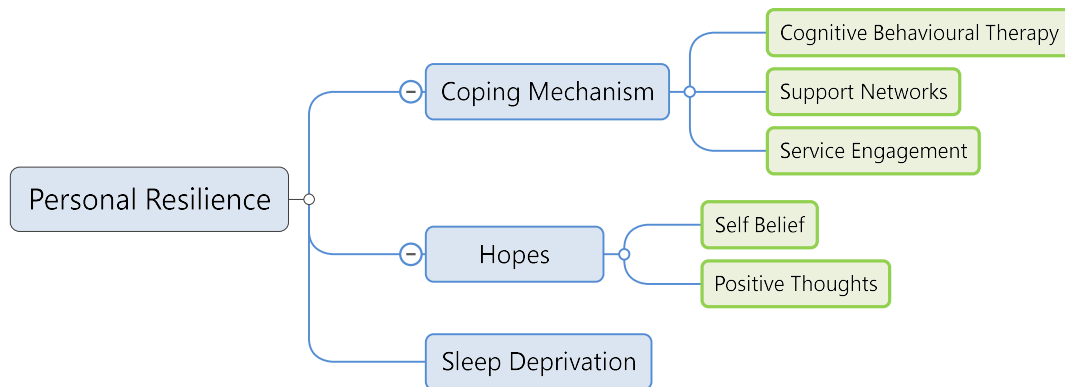 Personal Resilience
Coping Mechanism
Cognitive Behavioural Therapy
Support Networks
Service Engagement
Hopes
Self Belief
Positive Thoughts
Sleep Deprivation